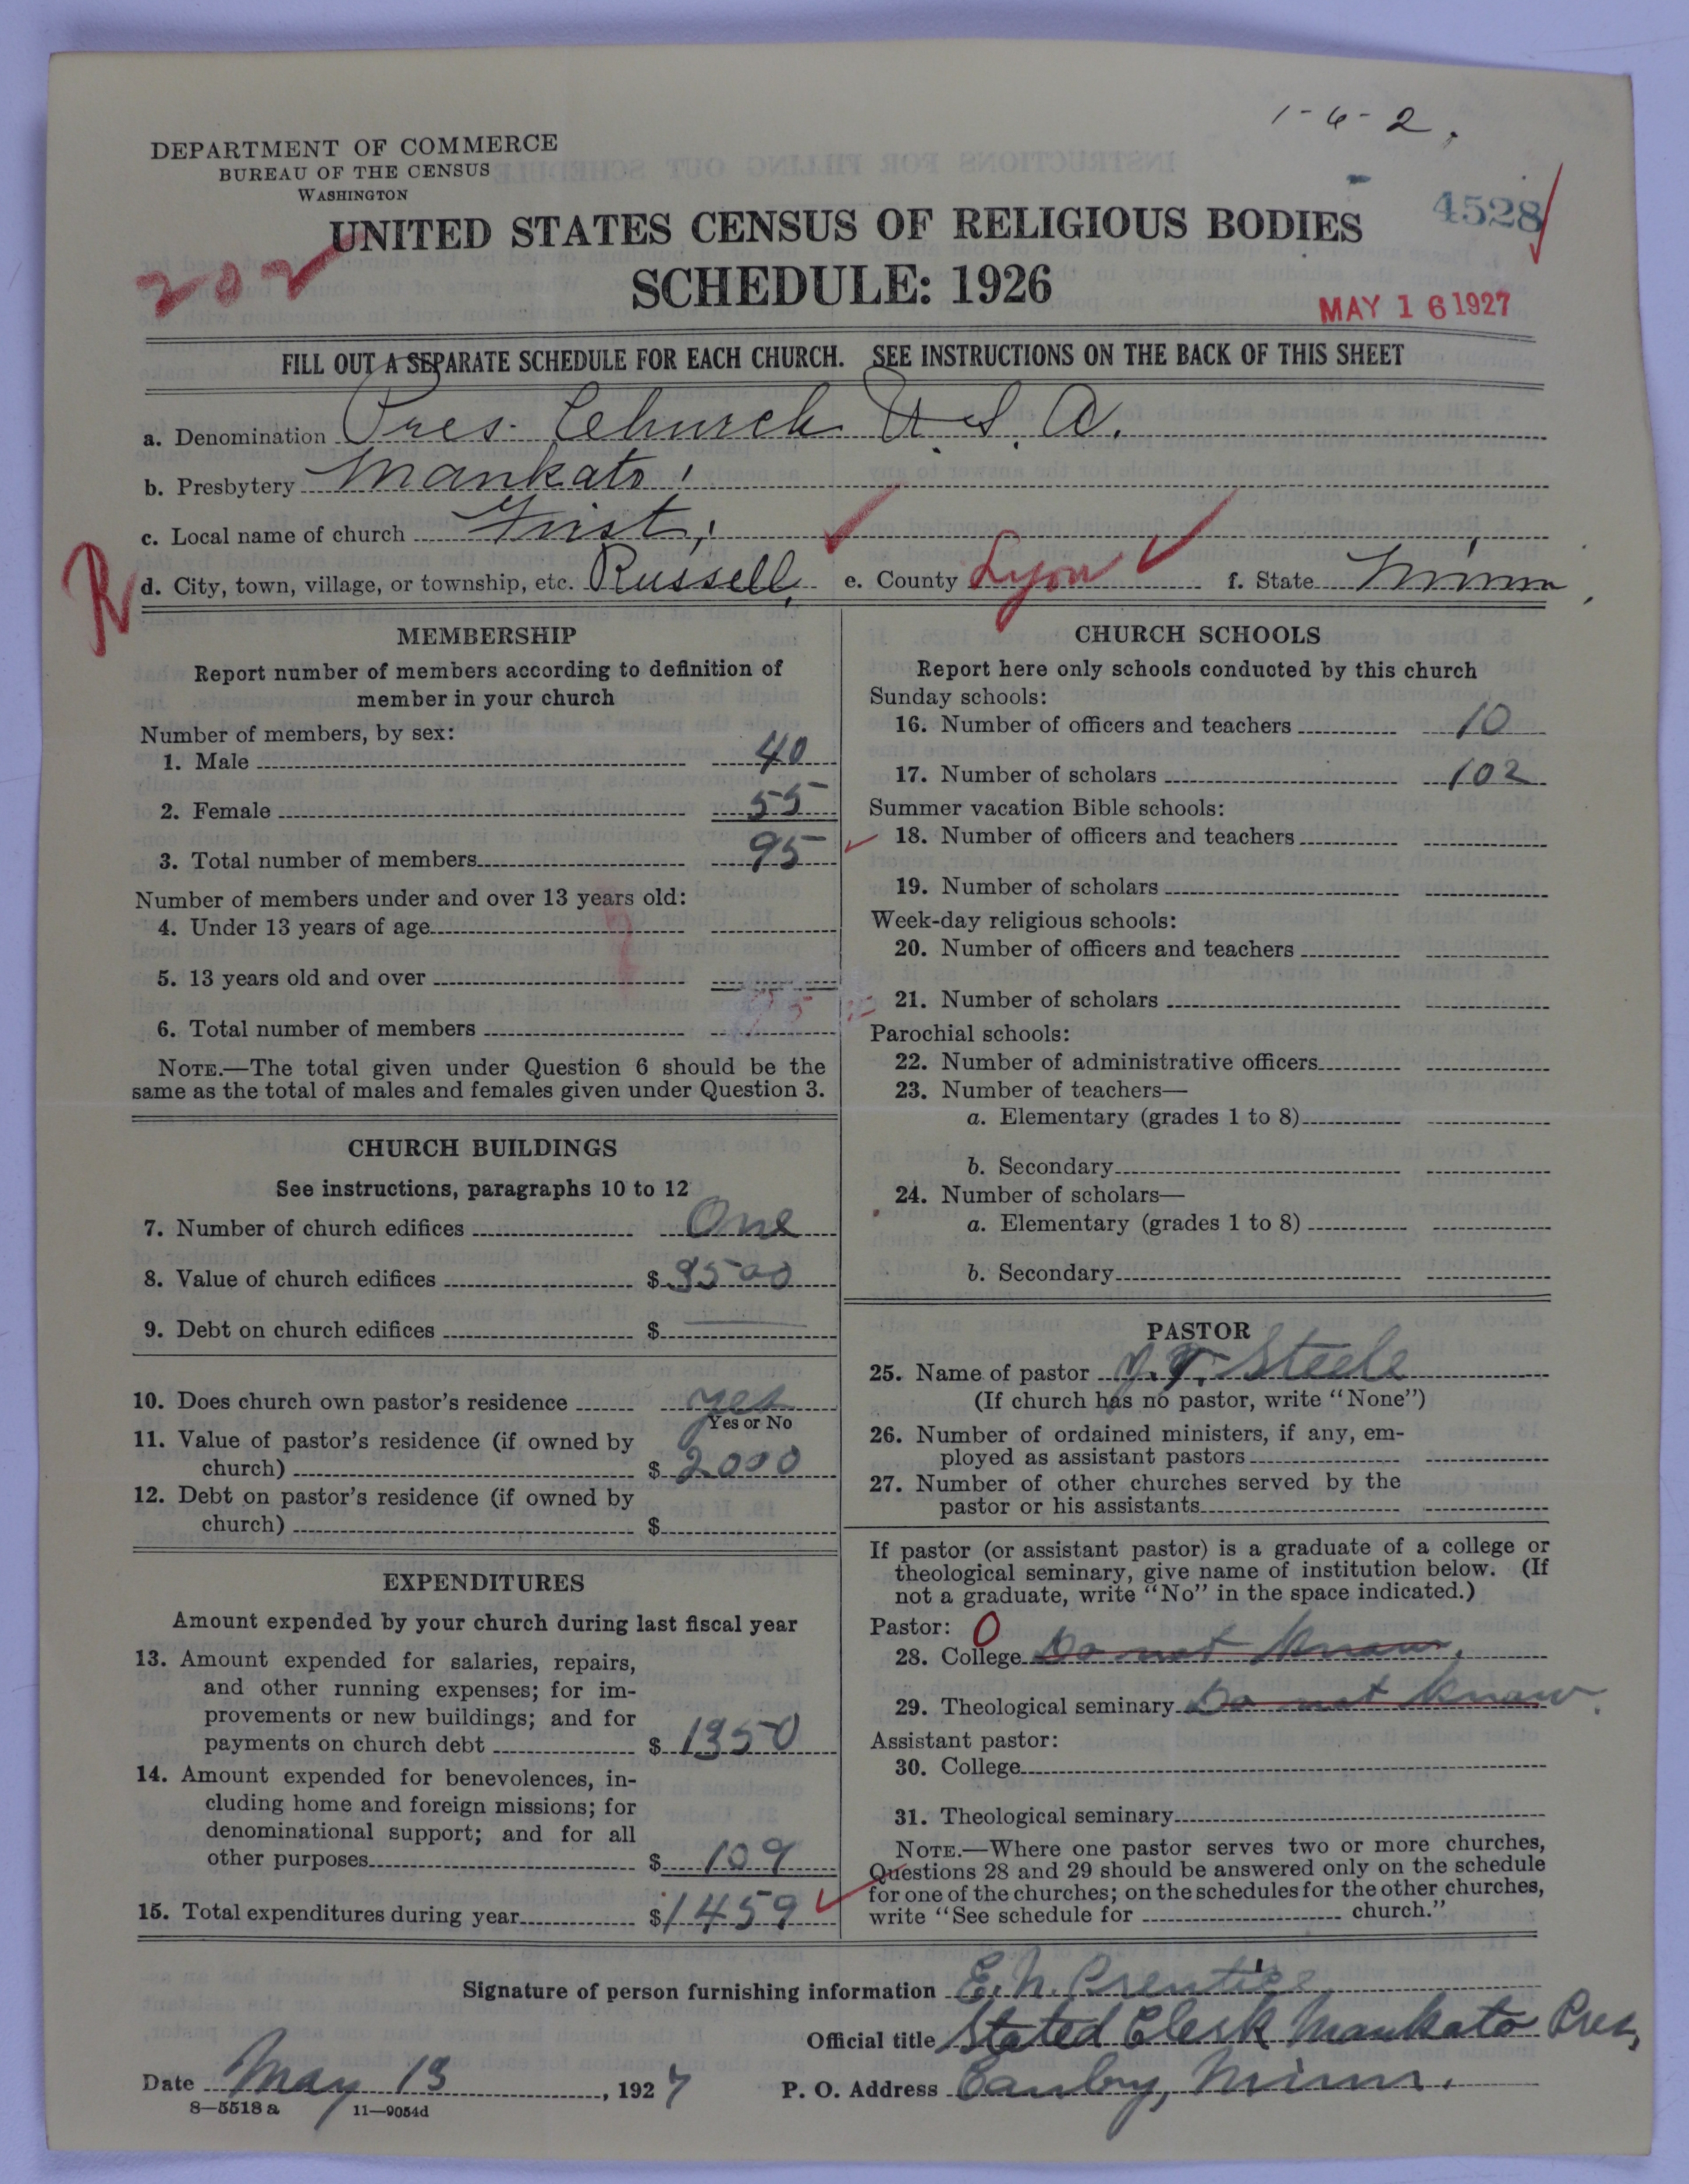 1-6-2.
DEPARTMENT OF COMMERCE
BUREAU OF THE CENSUS
WASHINGTON
4528
UNITED STATES CENSUS OF RELIGIOUS BODIES
202
SCHEDULE: 1926
MAY 16 1927
FILL OUT A SEPARATE SCHEDULE FOR EACH CHURCH. SEE INSTRUCTIONS ON THE BACK OF THIS SHEET
a. Denomination Pres. Church U.S.A.
b. Presbytery Mankato
c. Local name of church First
R
d. City, town, village, or township, etc. Russell e. County Lyon f. State Minn
MEMBERSHIP
Report number of members according to definition of
member in your church
Number of members, by sex:
1. Male 40
2. Female 55
3. Total number of members 95
Number of members under and over 13 years old:
4. Under 13 years of age
5. 13 years old and over
6. Total number of members
NOTE.—The total given under Question 6 should be the
same as the total of males and females given under Question 3.
CHURCH BUILDINGS
See instructions, paragraphs 10 to 12
7. Number of church edifices One
8. Value of church edifices $9500
9. Debt on church edifices $
10. Does church own pastor's residence yes
Yes or No
11. Value of pastor's residence (if owned by
church) $2000
12. Debt on pastor's residence (if owned by
church) $
EXPENDITURES
Amount expended by your church during last fiscal year
13. Amount expended for salaries, repairs,
and other running expenses; for im-
provements or new buildings; and for
payments on church debt $1350
14. Amount expended for benevolences, in-
cluding home and foreign missions; for
denominational support; and for all
other purposes $109
15. Total expenditures during year $1459
CHURCH SCHOOLS
Report here only schools conducted by this church
Sunday schools:
16. Number of officers and teachers 10
17. Number of scholars 102
Summer vacation Bible schools:
18. Number of officers and teachers
19. Number of scholars
Week-day religious schools:
20. Number of officers and teachers
21. Number of scholars
Parochial schools:
22. Number of administrative officers
23. Number of teachers—
a. Elementary (grades 1 to 8)
b. Secondary
24. Number of scholars—
a. Elementary (grades 1 to 8)
b. Secondary
PASTOR
25. Name of pastor Steele
(If church has no pastor, write "None")
26. Number of ordained ministers, if any, em-
ployed as assistant pastors
27. Number of other churches served by the
pastor or his assistants
If pastor (or assistant pastor) is a graduate of a college or
theological seminary, give name of institution below. (If
not a graduate, write "No" in the space indicated.)
Pastor: 0
28. College Do not know.
29. Theological seminary Do not know
Assistant pastor:
30. College
31. Theological seminary
NOTE.—Where one pastor serves two or more churches,
Questions 28 and 29 should be answered only on the schedule
for one of the churches; on the schedules for the other churches,
write "See schedule for church."
Signature of person furnishing information E. N. Prentice
Official title Stated Clerk Mankato Pres,
Date May 13, 1927 P. O. Address Canby, Minn.
8—5518 a 11—9054d